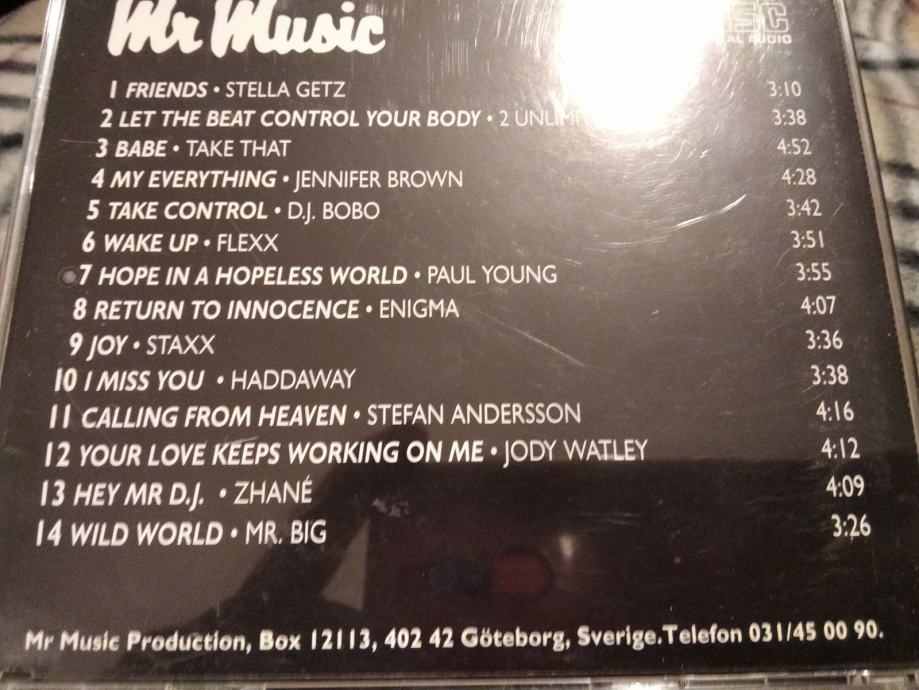 Mr Music
1 FRIENDS • STELLA GETZ 3:10
2 LET THE BEAT CONTROL YOUR BODY • 2 3:38
3 BABE • TAKE THAT 4:52
4 MY EVERYTHING • JENNIFER BROWN 4:28
5 TAKE CONTROL • D.J. BOBO 3:42
6 WAKE UP • FLEXX 3:51
7 HOPE IN A HOPELESS WORLD • PAUL YOUNG 3:55
8 RETURN TO INNOCENCE • ENIGMA 4:07
9 JOY • STAXX 3:36
10 I MISS YOU • HADDAWAY 3:38
11 CALLING FROM HEAVEN • STEFAN ANDERSSON 4:16
12 YOUR LOVE KEEPS WORKING ON ME • JODY WATLEY 4:12
13 HEY MR D.J. • ZHANÉ 4:09
14 WILD WORLD • MR. BIG 3:26
Mr Music Production, Box 12113, 402 42 Göteborg, Sverige.Telefon 031/45 00 90.